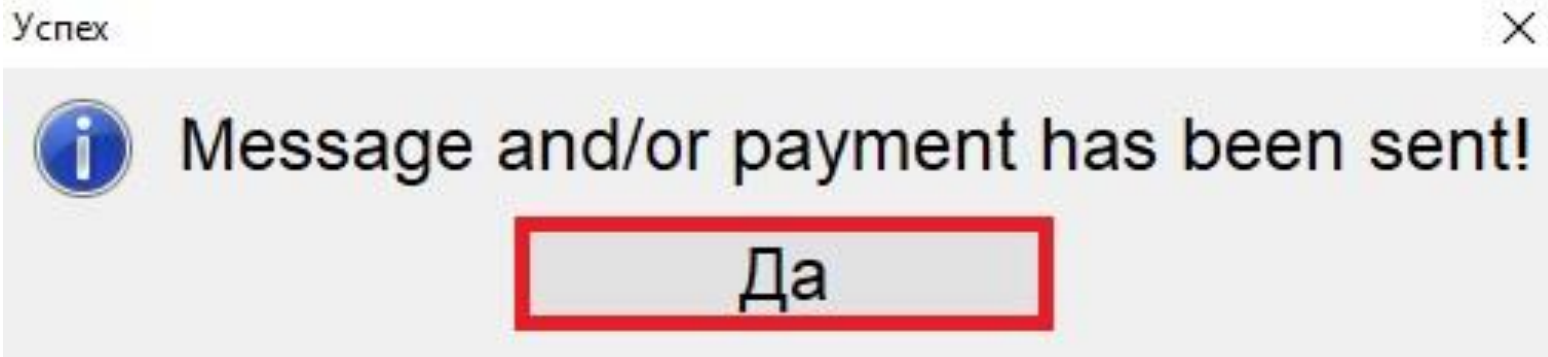 Успех
Message and/or payment has been sent!
Да